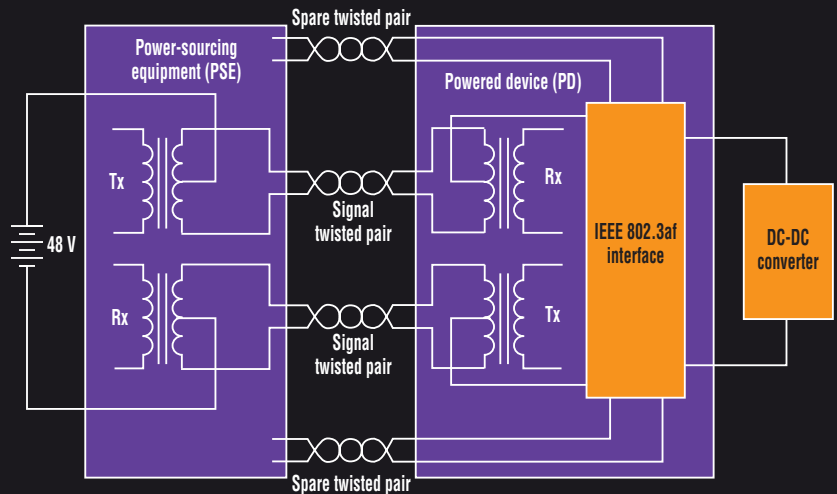 Spare twisted pair
Power-sourcing
equipment (PSE)
Powered device (PD)
Tx
Rx
Signal
twisted pair
48 V
IEEE 802.3af
interface
DC-DC
converter
Rx
Tx
Signal
twisted pair
Spare twisted pair